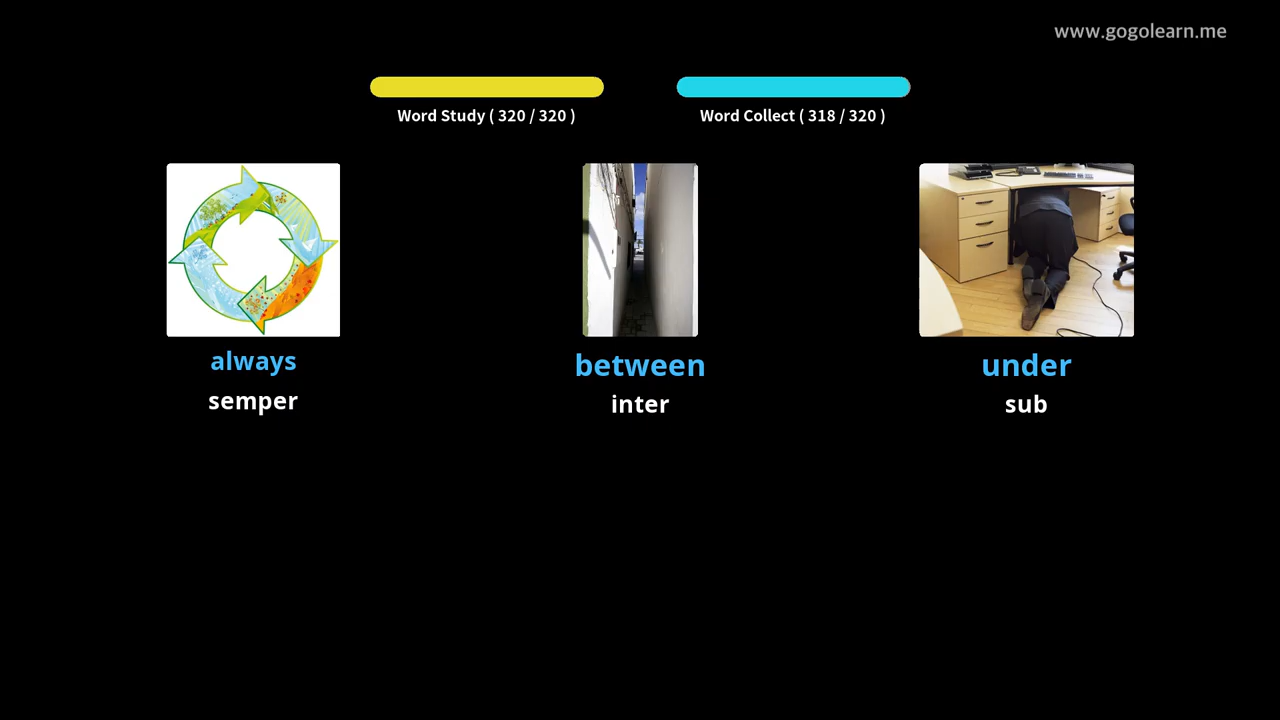 www.gogolearn.me
Word Study ( 320 / 320 )
Word Collect ( 318 / 320 )
always
semper
between
inter
under
sub